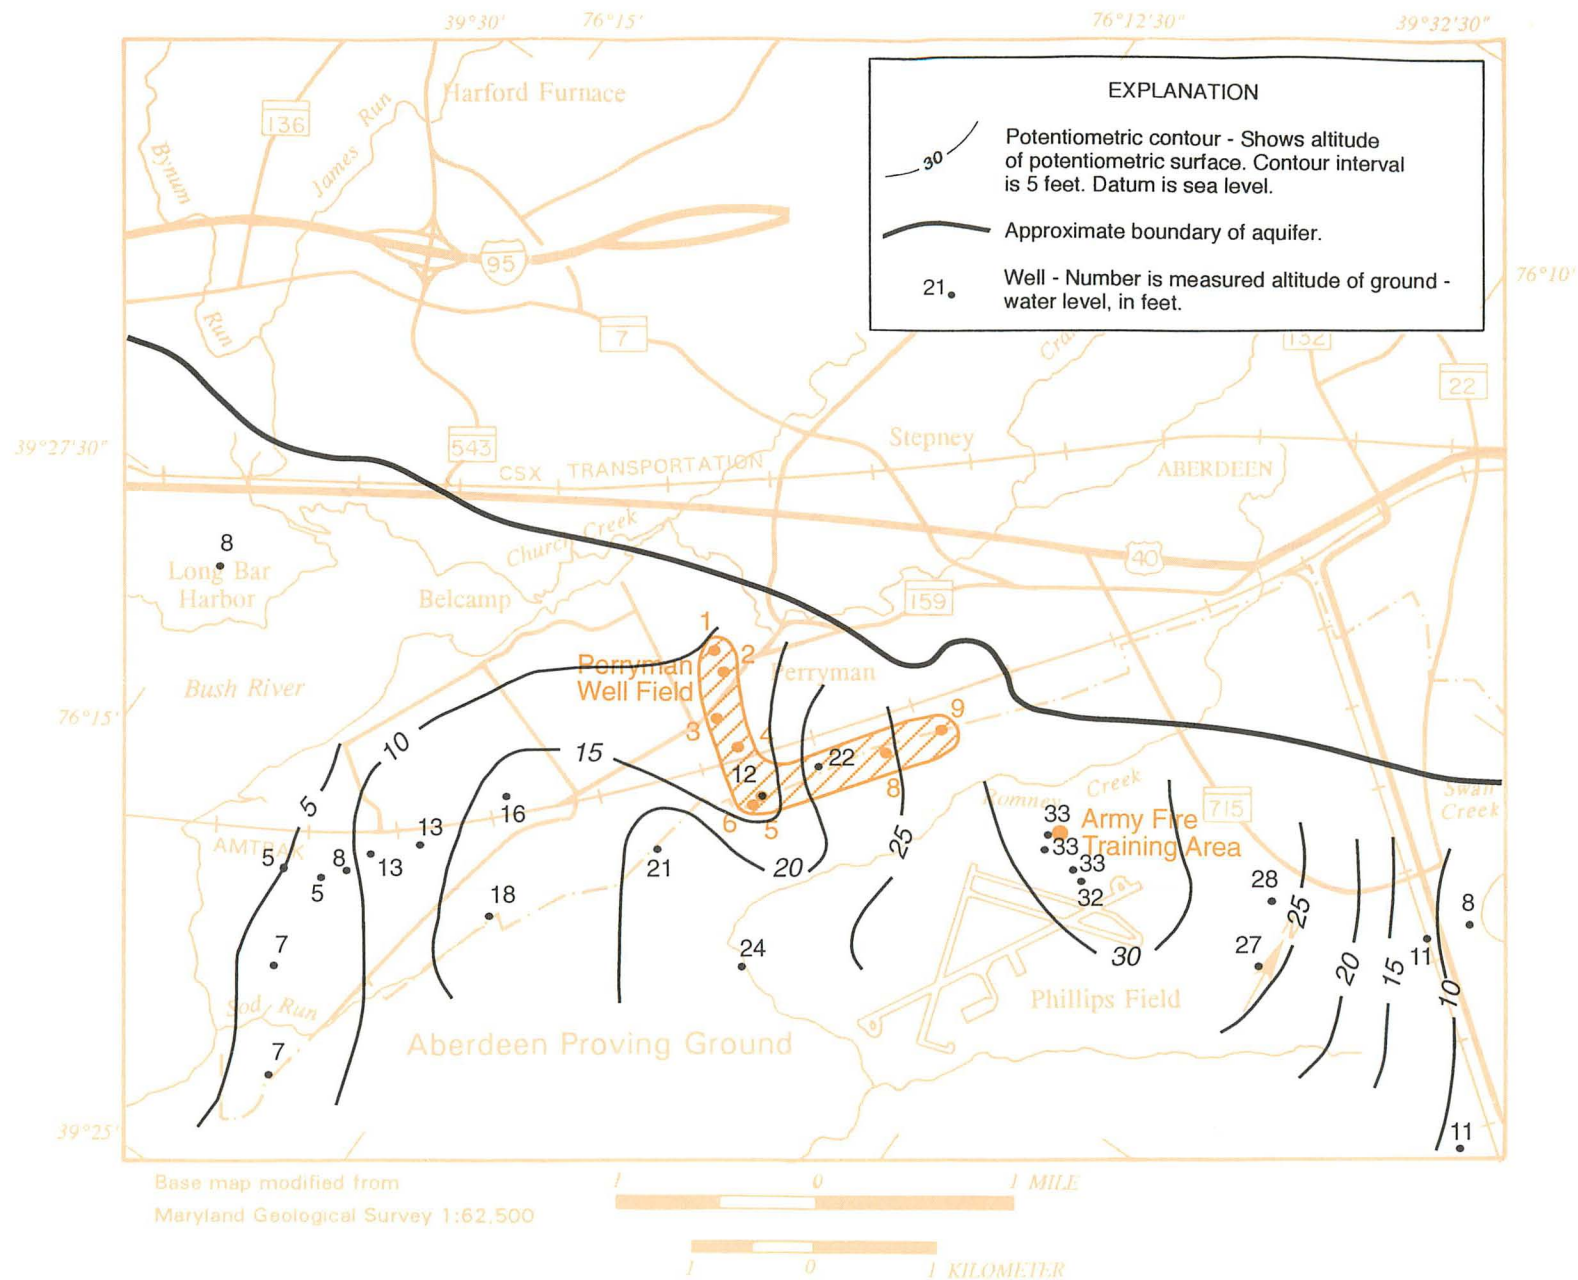 39°30'
76°15'
76°12'30"
39°32'30"
Harford Furnace
136
James Run
Bynum
Run
95
7
EXPLANATION
30
Potentiometric contour - Shows altitude
of potentiometric surface. Contour interval
is 5 feet. Datum is sea level.
Approximate boundary of aquifer.
21
Well - Number is measured altitude of ground -
water level, in feet.
76°10'
Cra
152
22
39°27'30"
543
CSX TRANSPORTATION
Stepney
ABERDEEN
Church Creek
40
8
Long Bar
Harbor
Belcamp
159
1
2
Perryman
Well Field
Perryman
Bush River
76°15'
3
4
9
10
15
12
22
8
6
5
5
16
25
20
Romney Creek
715
Swan
Creek
33
Army Fire
Training Area
33
33
32
AMTRAK
5
5
8
13
13
21
18
28
25
8
7
24
27
30
20
15
11
10
Sod Run
Phillips Field
Aberdeen Proving Ground
7
39°25'
11
Base map modified from
Maryland Geological Survey 1:62,500
1 0 1 MILE
1 0 1 KILOMETER